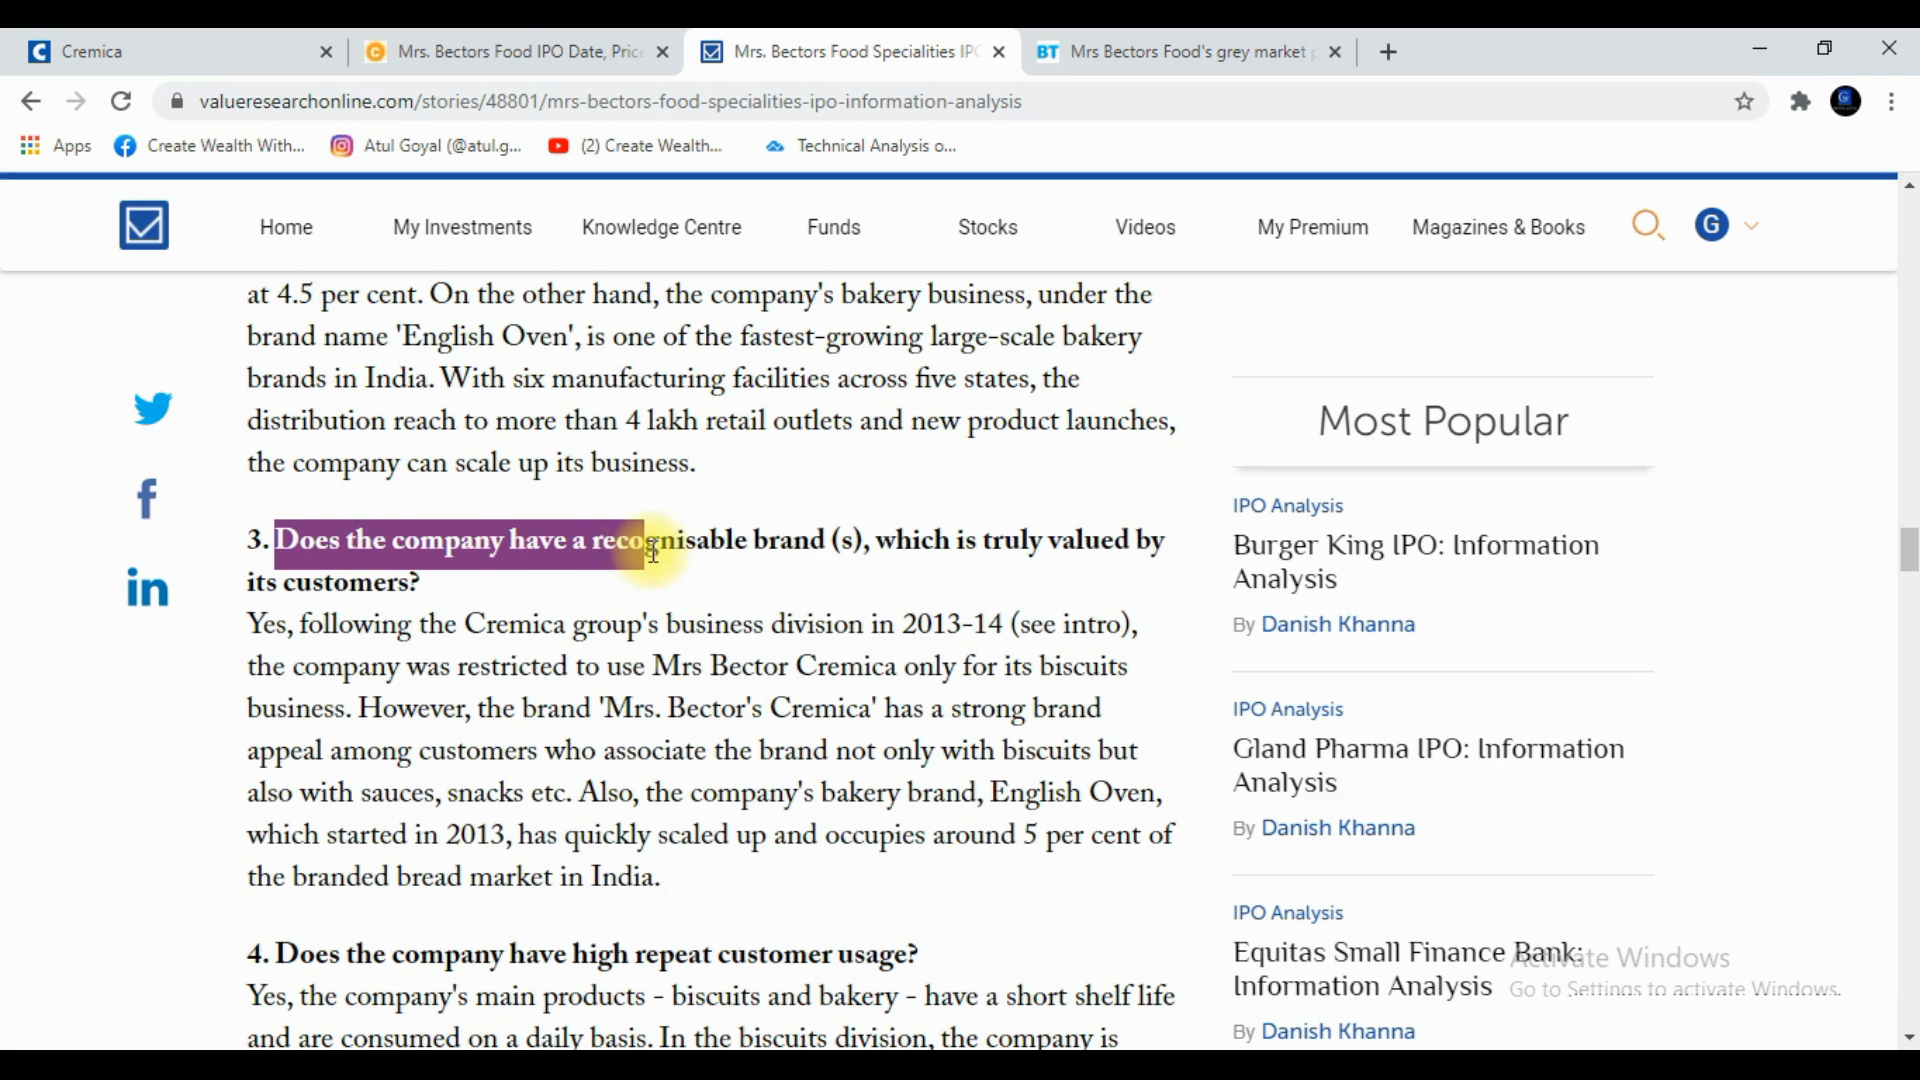 Cremica
Mrs. Bectors Food IPO Date, Price
Mrs. Bectors Food Specialities IPO
BT Mrs Bectors Food's grey market p
valueresearchonline.com/stories/48801/mrs-bectors-food-specialities-ipo-information-analysis
Apps
Create Wealth With...
Atul Goyal (@atul.g...
(2) Create Wealth...
Technical Analysis o...
Home
My Investments
Knowledge Centre
Funds
Stocks
Videos
My Premium
Magazines & Books
G
at 4.5 per cent. On the other hand, the company's bakery business, under the
brand name 'English Oven', is one of the fastest-growing large-scale bakery
brands in India. With six manufacturing facilities across five states, the
distribution reach to more than 4 lakh retail outlets and new product launches,
the company can scale up its business.
3. Does the company have a recognisable brand (s), which is truly valued by
its customers?
Yes, following the Cremica group's business division in 2013-14 (see intro),
the company was restricted to use Mrs Bector Cremica only for its biscuits
business. However, the brand 'Mrs. Bector's Cremica' has a strong brand
appeal among customers who associate the brand not only with biscuits but
also with sauces, snacks etc. Also, the company's bakery brand, English Oven,
which started in 2013, has quickly scaled up and occupies around 5 per cent of
the branded bread market in India.
4. Does the company have high repeat customer usage?
Yes, the company's main products - biscuits and bakery - have a short shelf life
and are consumed on a daily basis. In the biscuits division, the company is
Most Popular
IPO Analysis
Burger King IPO: Information
Analysis
By Danish Khanna
IPO Analysis
Gland Pharma IPO: Information
Analysis
By Danish Khanna
IPO Analysis
Equitas Small Finance Bank:
Information Analysis
By Danish Khanna
Activate Windows
Go to Settings to activate Windows.